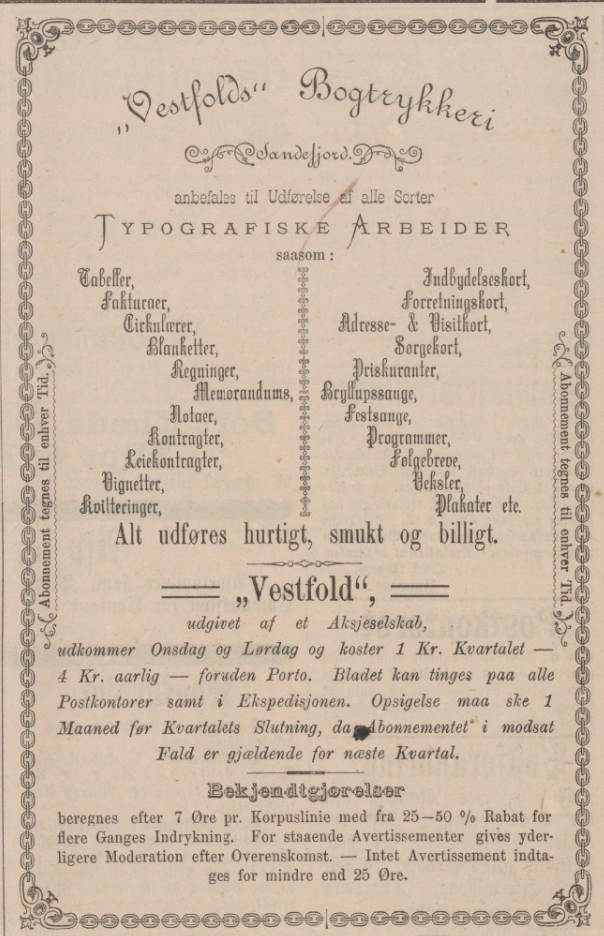 „Vestfolds“ Bogtrykkeri
Sandefjord.
anbefales til Udførelse af alle Sorter
TYPOGRAFISKE ARBEIDER
saasom:
Tabeller,
Fakturaer,
Cirkulærer,
Blanketter,
Regninger,
Memorandums,
Notaer,
Kontragter,
Leiekontragter,
Vignetter,
Kvitteringer,
Indbydelseskort,
Forretningskort,
Adresse- & Visitkort,
Sørgekort,
Priskuranter,
Bryllupssange,
Festsange,
Programmer,
Følgebreve,
Veksler,
Plakater etc.
Abonnement tegnes til enhver Tid.
Abonnement tegnes til enhver Tid.
Alt udføres hurtigt, smukt og billigt.
„Vestfold“,
udgivet af et Aksjeselskab,
udkommer Onsdag og Lørdag og koster 1 Kr. Kvartalet —
4 Kr. aarlig — foruden Porto. Bladet kan tinges paa alle
Postkontorer samt i Ekspedisjonen. Opsigelse maa ske 1
Maaned før Kvartalets Slutning, da Abonnementet i modsat
Fald er gjældende for næste Kvartal.
Bekjendtgjørelser
beregnes efter 7 Øre pr. Korpuslinie med fra 25—50 % Rabat for
flere Ganges Indrykning. For staaende Avertissementer gives yder-
ligere Moderation efter Overenskomst. — Intet Avertissement indta-
ges for mindre end 25 Øre.